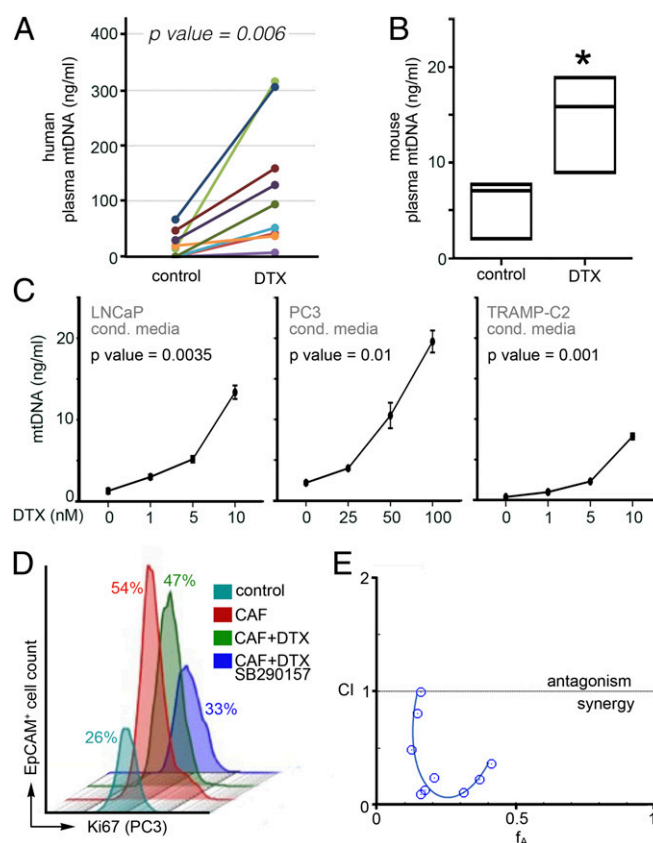 A
p value = 0.006
human
plasma mtDNA (ng/ml)
400
300
200
100
0
control
DTX
B
mouse
plasma mtDNA (ng/ml)
20
10
0
*
control
DTX
C
mtDNA (ng/ml)
20
10
0
LNCaP
cond. media
p value = 0.0035
PC3
cond. media
p value = 0.01
TRAMP-C2
cond. media
p value = 0.001
DTX (nM)
0 1 5 10
0 25 50 100
0 1 5 10
D
EpCAM⁺ cell count
Ki67 (PC3)
26%
54%
47%
33%
control
CAF
CAF+DTX
CAF+DTX
SB290157
E
2
CI 1
0
antagonism
synergy
0 0.5 1
fA